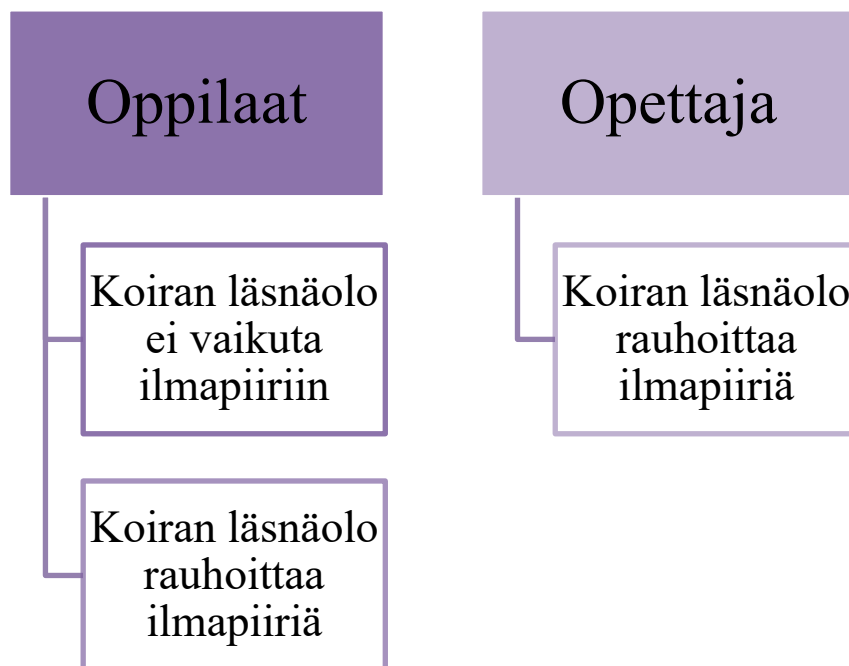 Oppilaat
Koiran läsnäolo
ei vaikuta
ilmapiiriin
Koiran läsnäolo
rauhoittaa
ilmapiiriä
Opettaja
Koiran läsnäolo
rauhoittaa
ilmapiiriä